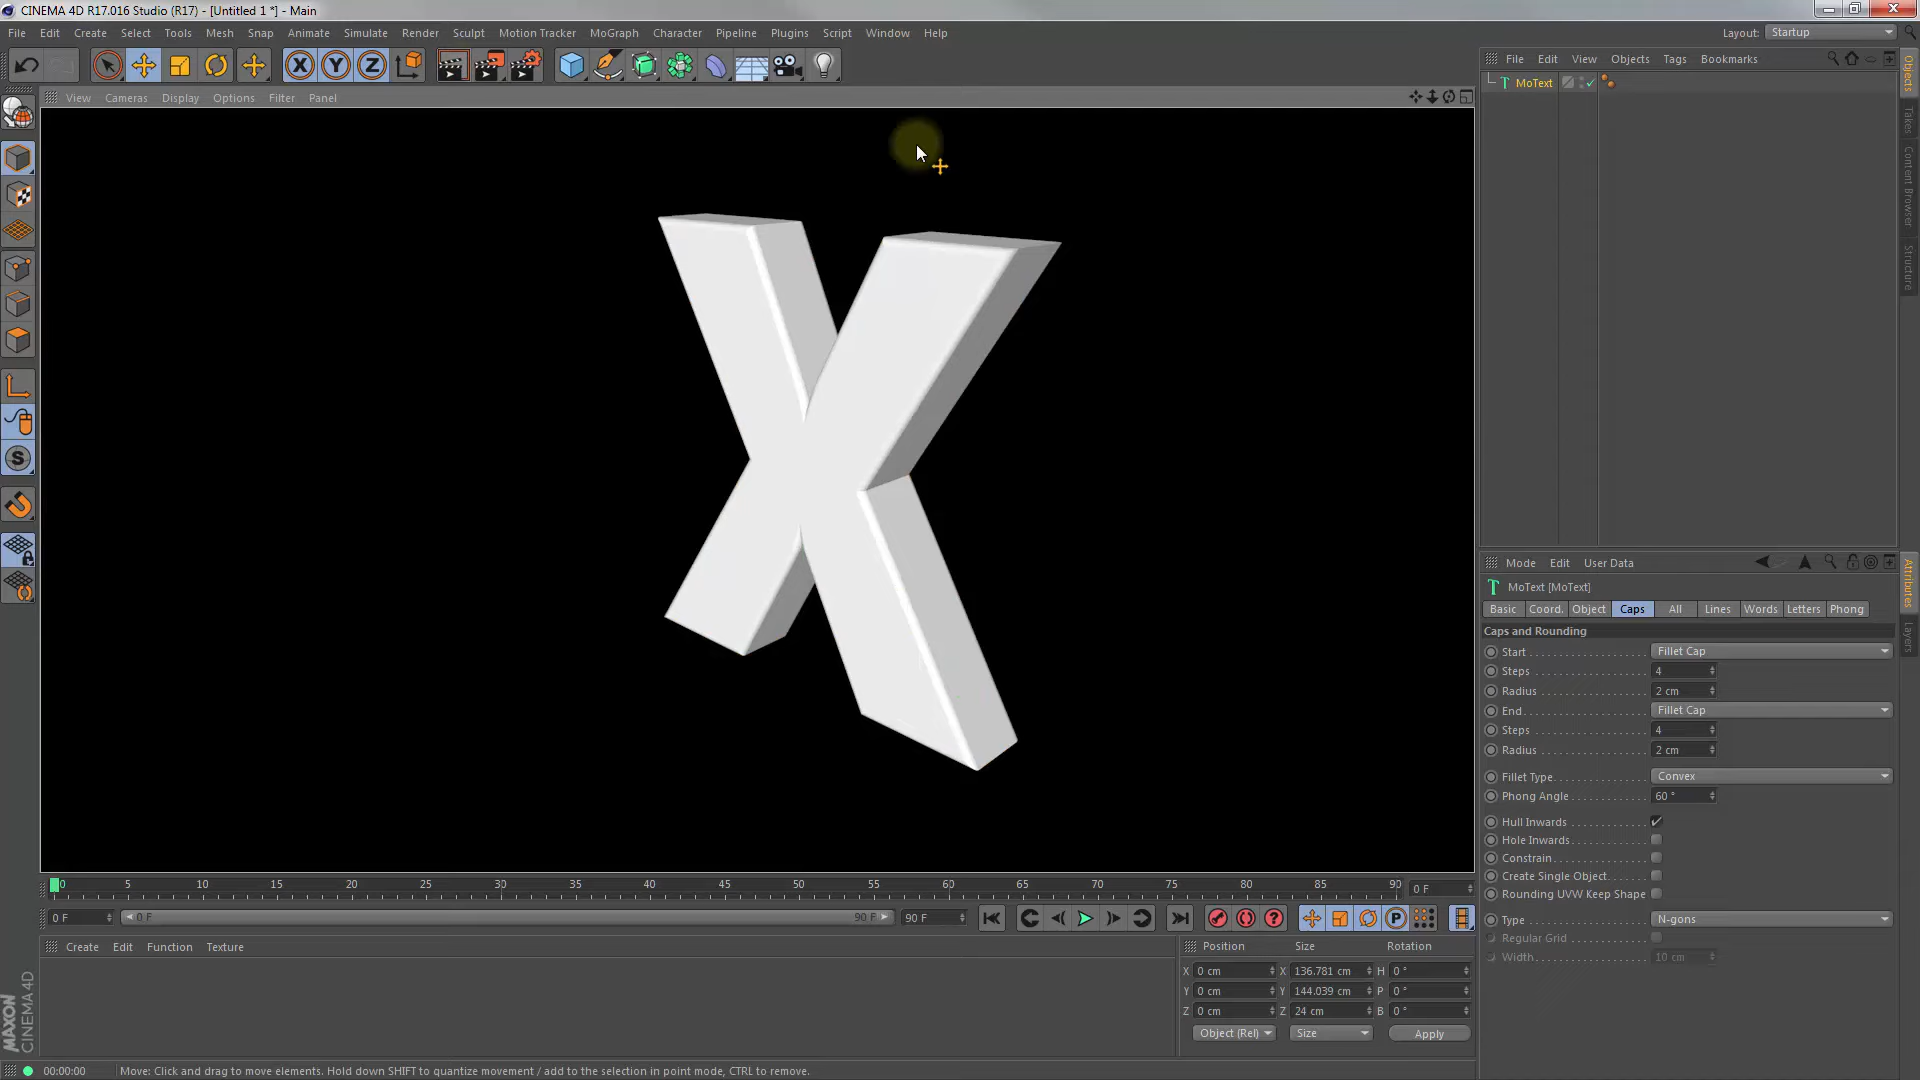 CINEMA 4D R17.016 Studio (R17) - [Untitled 1 *] - Main
File Edit Create Select Tools Mesh Snap Animate Simulate Render Sculpt Motion Tracker MoGraph Character Pipeline Plugins Script Window Help
Layout: Startup
X Y Z
File Edit View Objects Tags Bookmarks
MoText
View Cameras Display Options Filter Panel
X
Objects
Takes
Content Browser
Structure
Mode Edit User Data
MoText [MoText]
Basic Coord. Object Caps All Lines Words Letters Phong
Caps and Rounding
Start Fillet Cap
Steps 4
Radius 2 cm
End Fillet Cap
Steps 4
Radius 2 cm
Fillet Type Convex
Phong Angle 60 °
Hull Inwards
Hole Inwards
Constrain
Create Single Object
Rounding UVW Keep Shape
Type N-gons
Regular Grid
Width 10 cm
Attributes
Layers
S
0 5 10 15 20 25 30 35 40 45 50 55 60 65 70 75 80 85 90 0 F
0 F 0 F 90 F 90 F
? P
Create Edit Function Texture
Position Size Rotation
X 0 cm X 136.781 cm H 0 °
Y 0 cm Y 144.039 cm P 0 °
Z 0 cm Z 24 cm B 0 °
Object (Rel) Size Apply
MAXON
CINEMA 4D
00:00:00 Move: Click and drag to move elements. Hold down SHIFT to quantize movement / add to the selection in point mode, CTRL to remove.